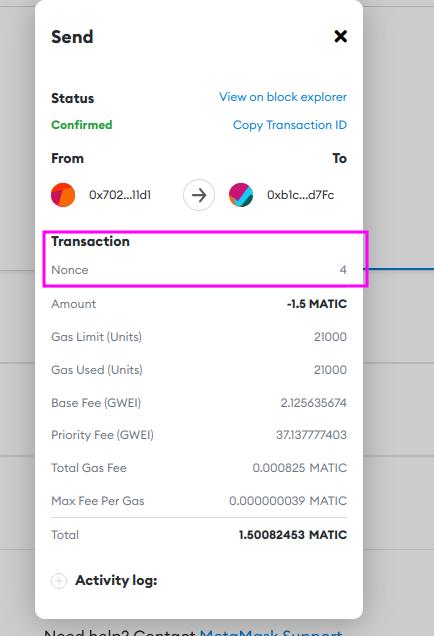 Send
Status View on block explorer
Confirmed Copy Transaction ID
From To
0x702...11d1 0xb1c...d7Fc
Transaction
Nonce 4
Amount -1.5 MATIC
Gas Limit (Units) 21000
Gas Used (Units) 21000
Base Fee (GWEI) 2.125635674
Priority Fee (GWEI) 37.137777403
Total Gas Fee 0.000825 MATIC
Max Fee Per Gas 0.000000039 MATIC
Total 1.50082453 MATIC
Activity log:
Need help? Contact MetaMask Support